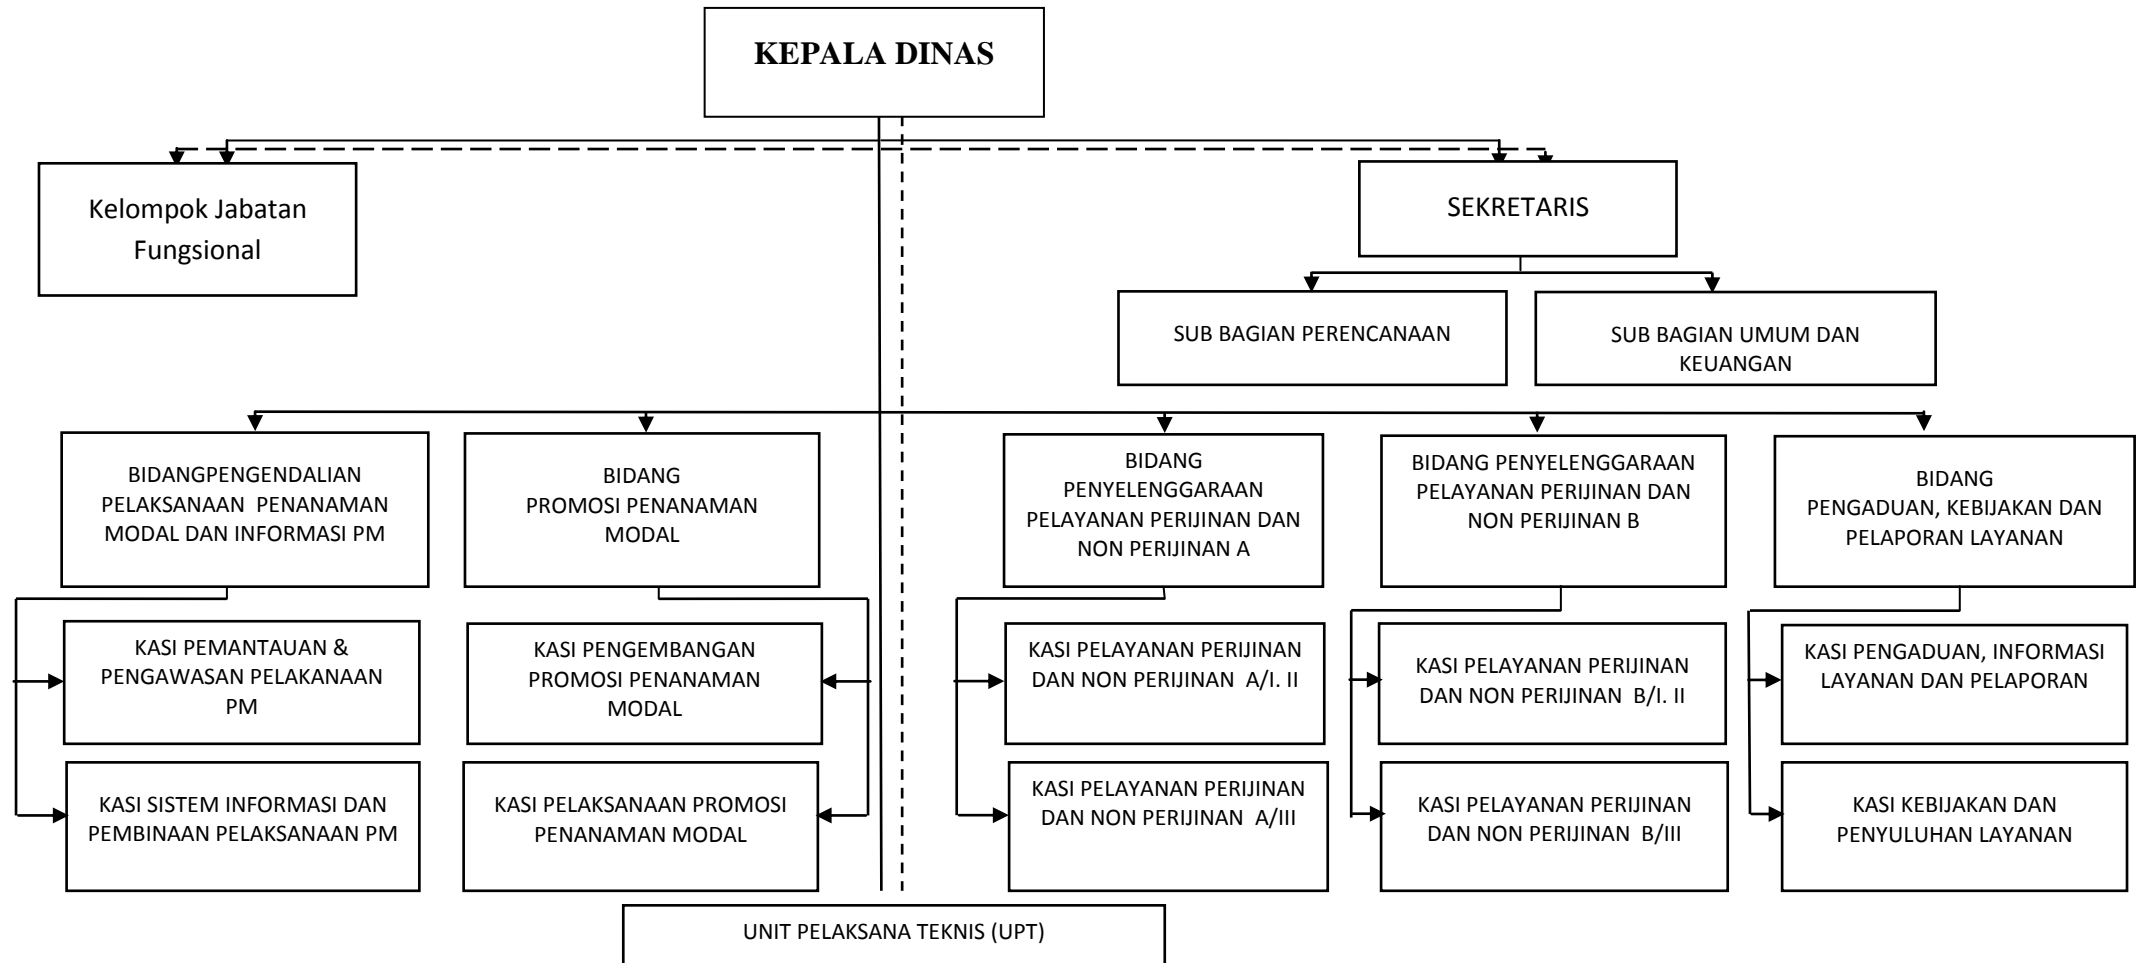 KEPALA DINAS
Kelompok Jabatan
Fungsional
SEKRETARIS
SUB BAGIAN PERENCANAAN
SUB BAGIAN UMUM DAN
KEUANGAN
BIDANGPENGENDALIAN
PELAKSANAAN PENANAMAN
MODAL DAN INFORMASI PM
BIDANG
PROMOSI PENANAMAN
MODAL
BIDANG
PENYELENGGARAAN
PELAYANAN PERIJINAN DAN
NON PERIJINAN A
BIDANG PENYELENGGARAAN
PELAYANAN PERIJINAN DAN
NON PERIJINAN B
BIDANG
PENGADUAN, KEBIJAKAN DAN
PELAPORAN LAYANAN
KASI PEMANTAUAN &
PENGAWASAN PELAKANAAN
PM
KASI PENGEMBANGAN
PROMOSI PENANAMAN
MODAL
KASI PELAYANAN PERIJINAN
DAN NON PERIJINAN A/I. II
KASI PELAYANAN PERIJINAN
DAN NON PERIJINAN B/I. II
KASI PENGADUAN, INFORMASI
LAYANAN DAN PELAPORAN
KASI SISTEM INFORMASI DAN
PEMBINAAN PELAKSANAAN PM
KASI PELAKSANAAN PROMOSI
PENANAMAN MODAL
KASI PELAYANAN PERIJINAN
DAN NON PERIJINAN A/III
KASI PELAYANAN PERIJINAN
DAN NON PERIJINAN B/III
KASI KEBIJAKAN DAN
PENYULUHAN LAYANAN
UNIT PELAKSANA TEKNIS (UPT)